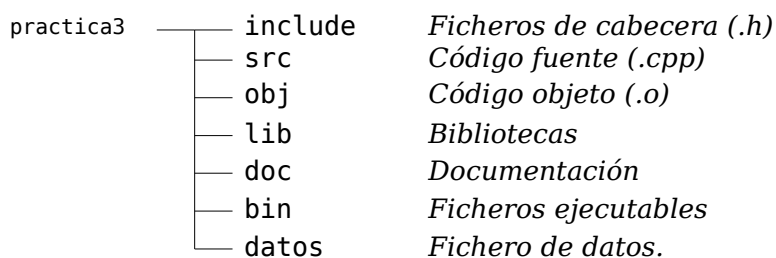 practica3 include Ficheros de cabecera (.h)
src Código fuente (.cpp)
obj Código objeto (.o)
lib Bibliotecas
doc Documentación
bin Ficheros ejecutables
datos Fichero de datos.